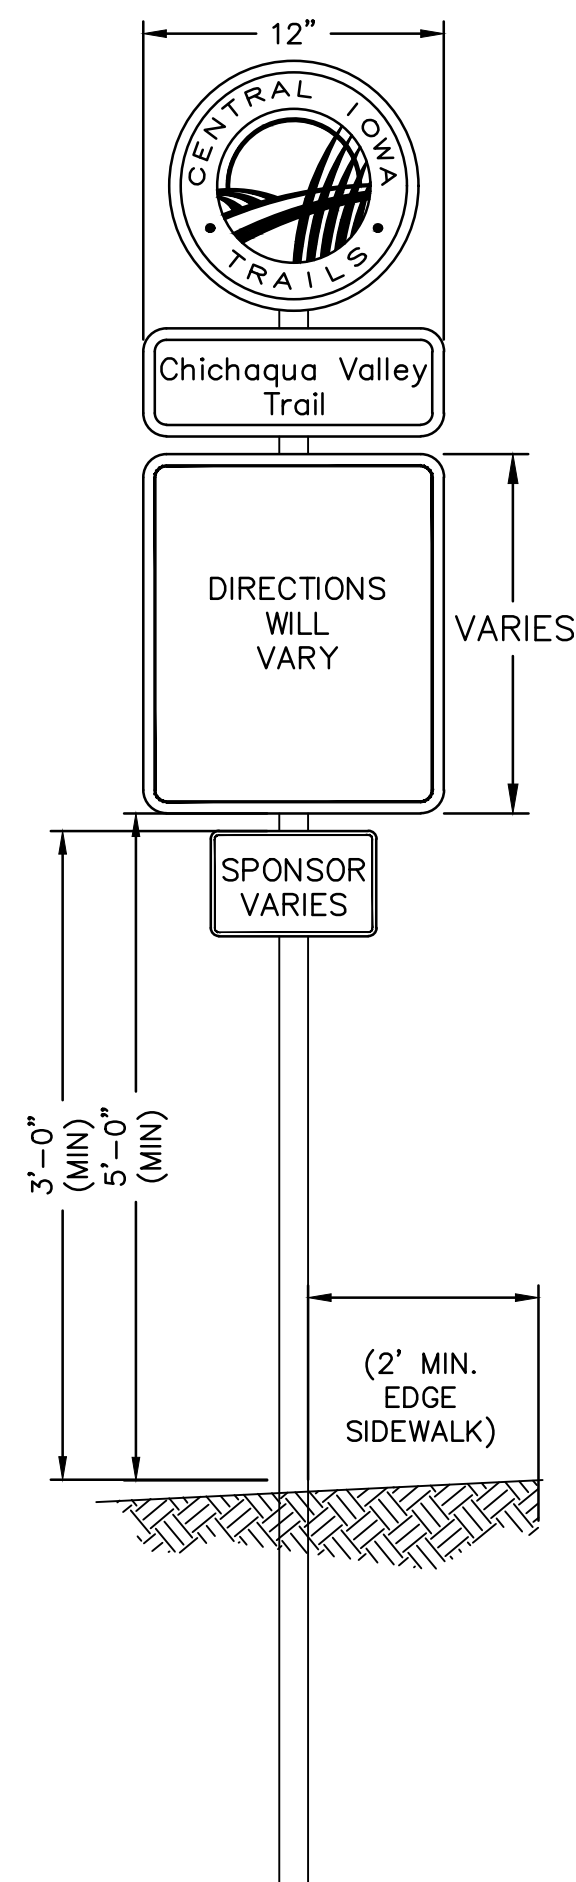 12"
CENTRAL IOWA
TRAILS
Chichaqua Valley
Trail
DIRECTIONS
WILL
VARY
VARIES
SPONSOR
VARIES
3'-0"
(MIN)
5'-0"
(MIN)
(2' MIN.
EDGE
SIDEWALK)